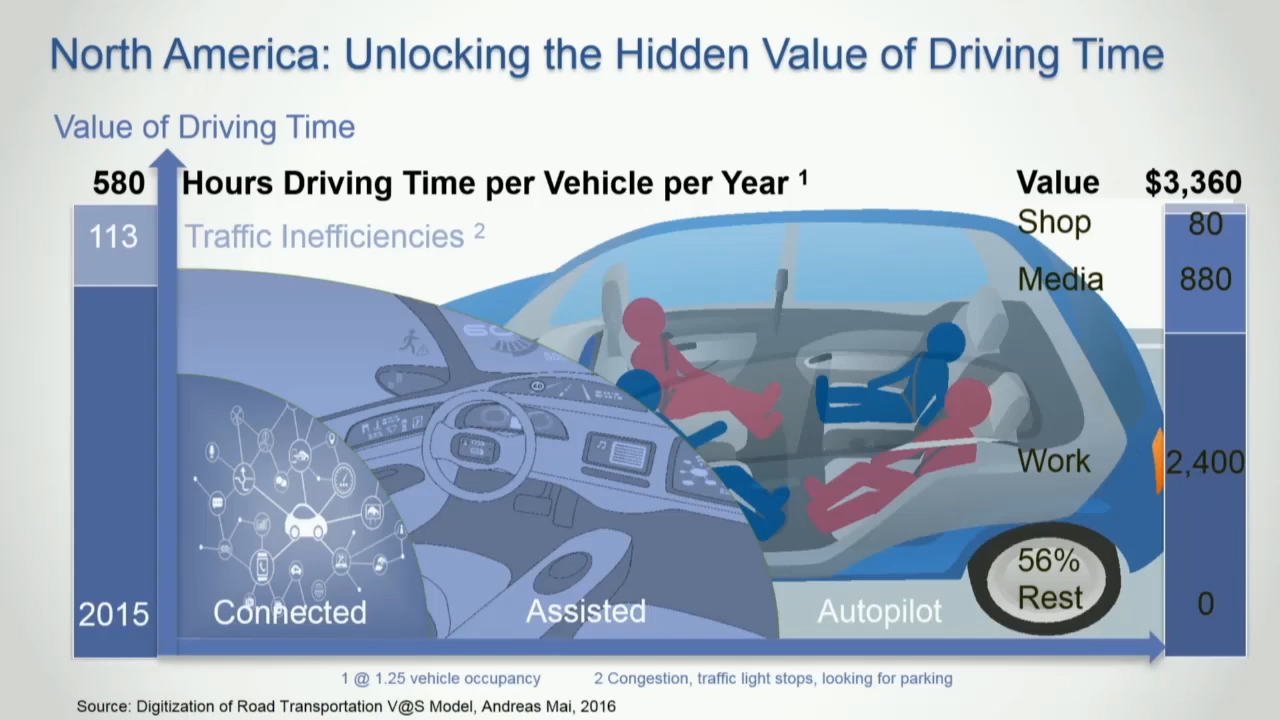 North America: Unlocking the Hidden Value of Driving Time
Value of Driving Time
580 Hours Driving Time per Vehicle per Year 1
Value $3,360
113 Traffic Inefficiencies 2
Shop 80
Media 880
Work 2,400
56%
Rest 0
2015 Connected Assisted Autopilot
1 @ 1.25 vehicle occupancy
2 Congestion, traffic light stops, looking for parking
Source: Digitization of Road Transportation V@S Model, Andreas Mai, 2016